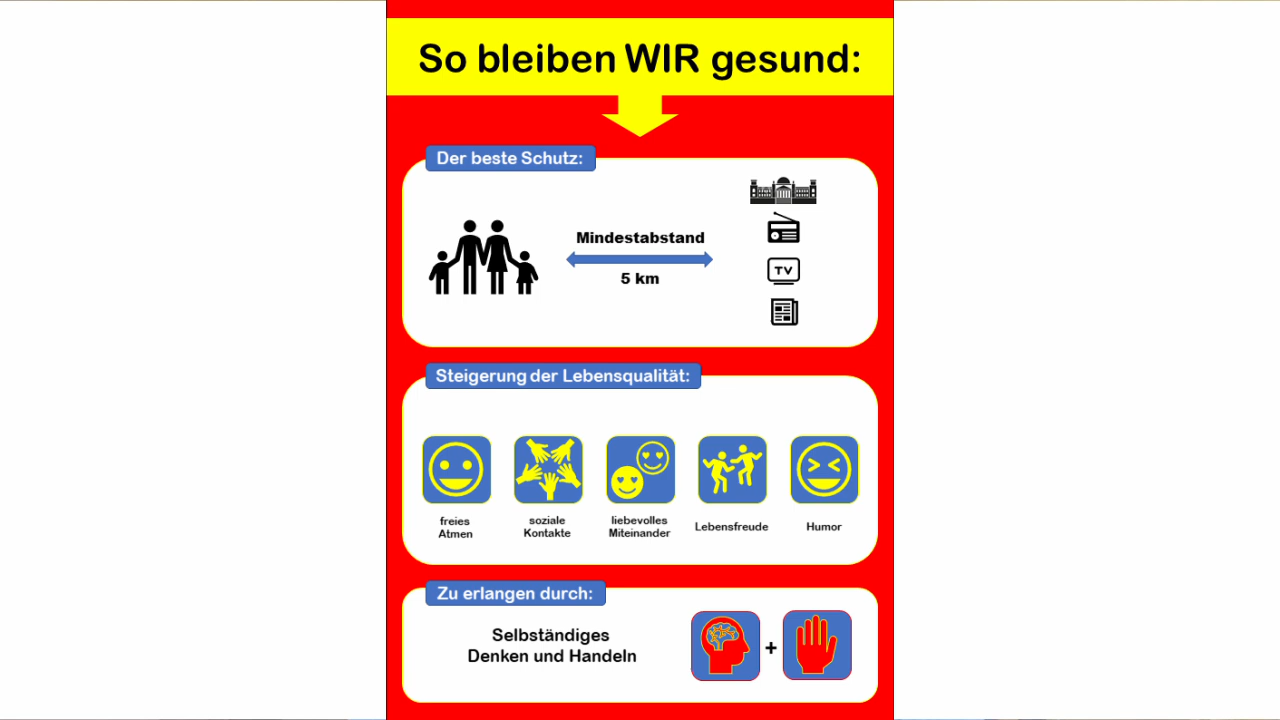 So bleiben WIR gesund:
Der beste Schutz:
Mindestabstand
5 km
TV
Steigerung der Lebensqualität:
freies
Atmen
soziale
Kontakte
liebevolles
Miteinander
Lebensfreude
Humor
Zu erlangen durch:
Selbständiges
Denken und Handeln
+